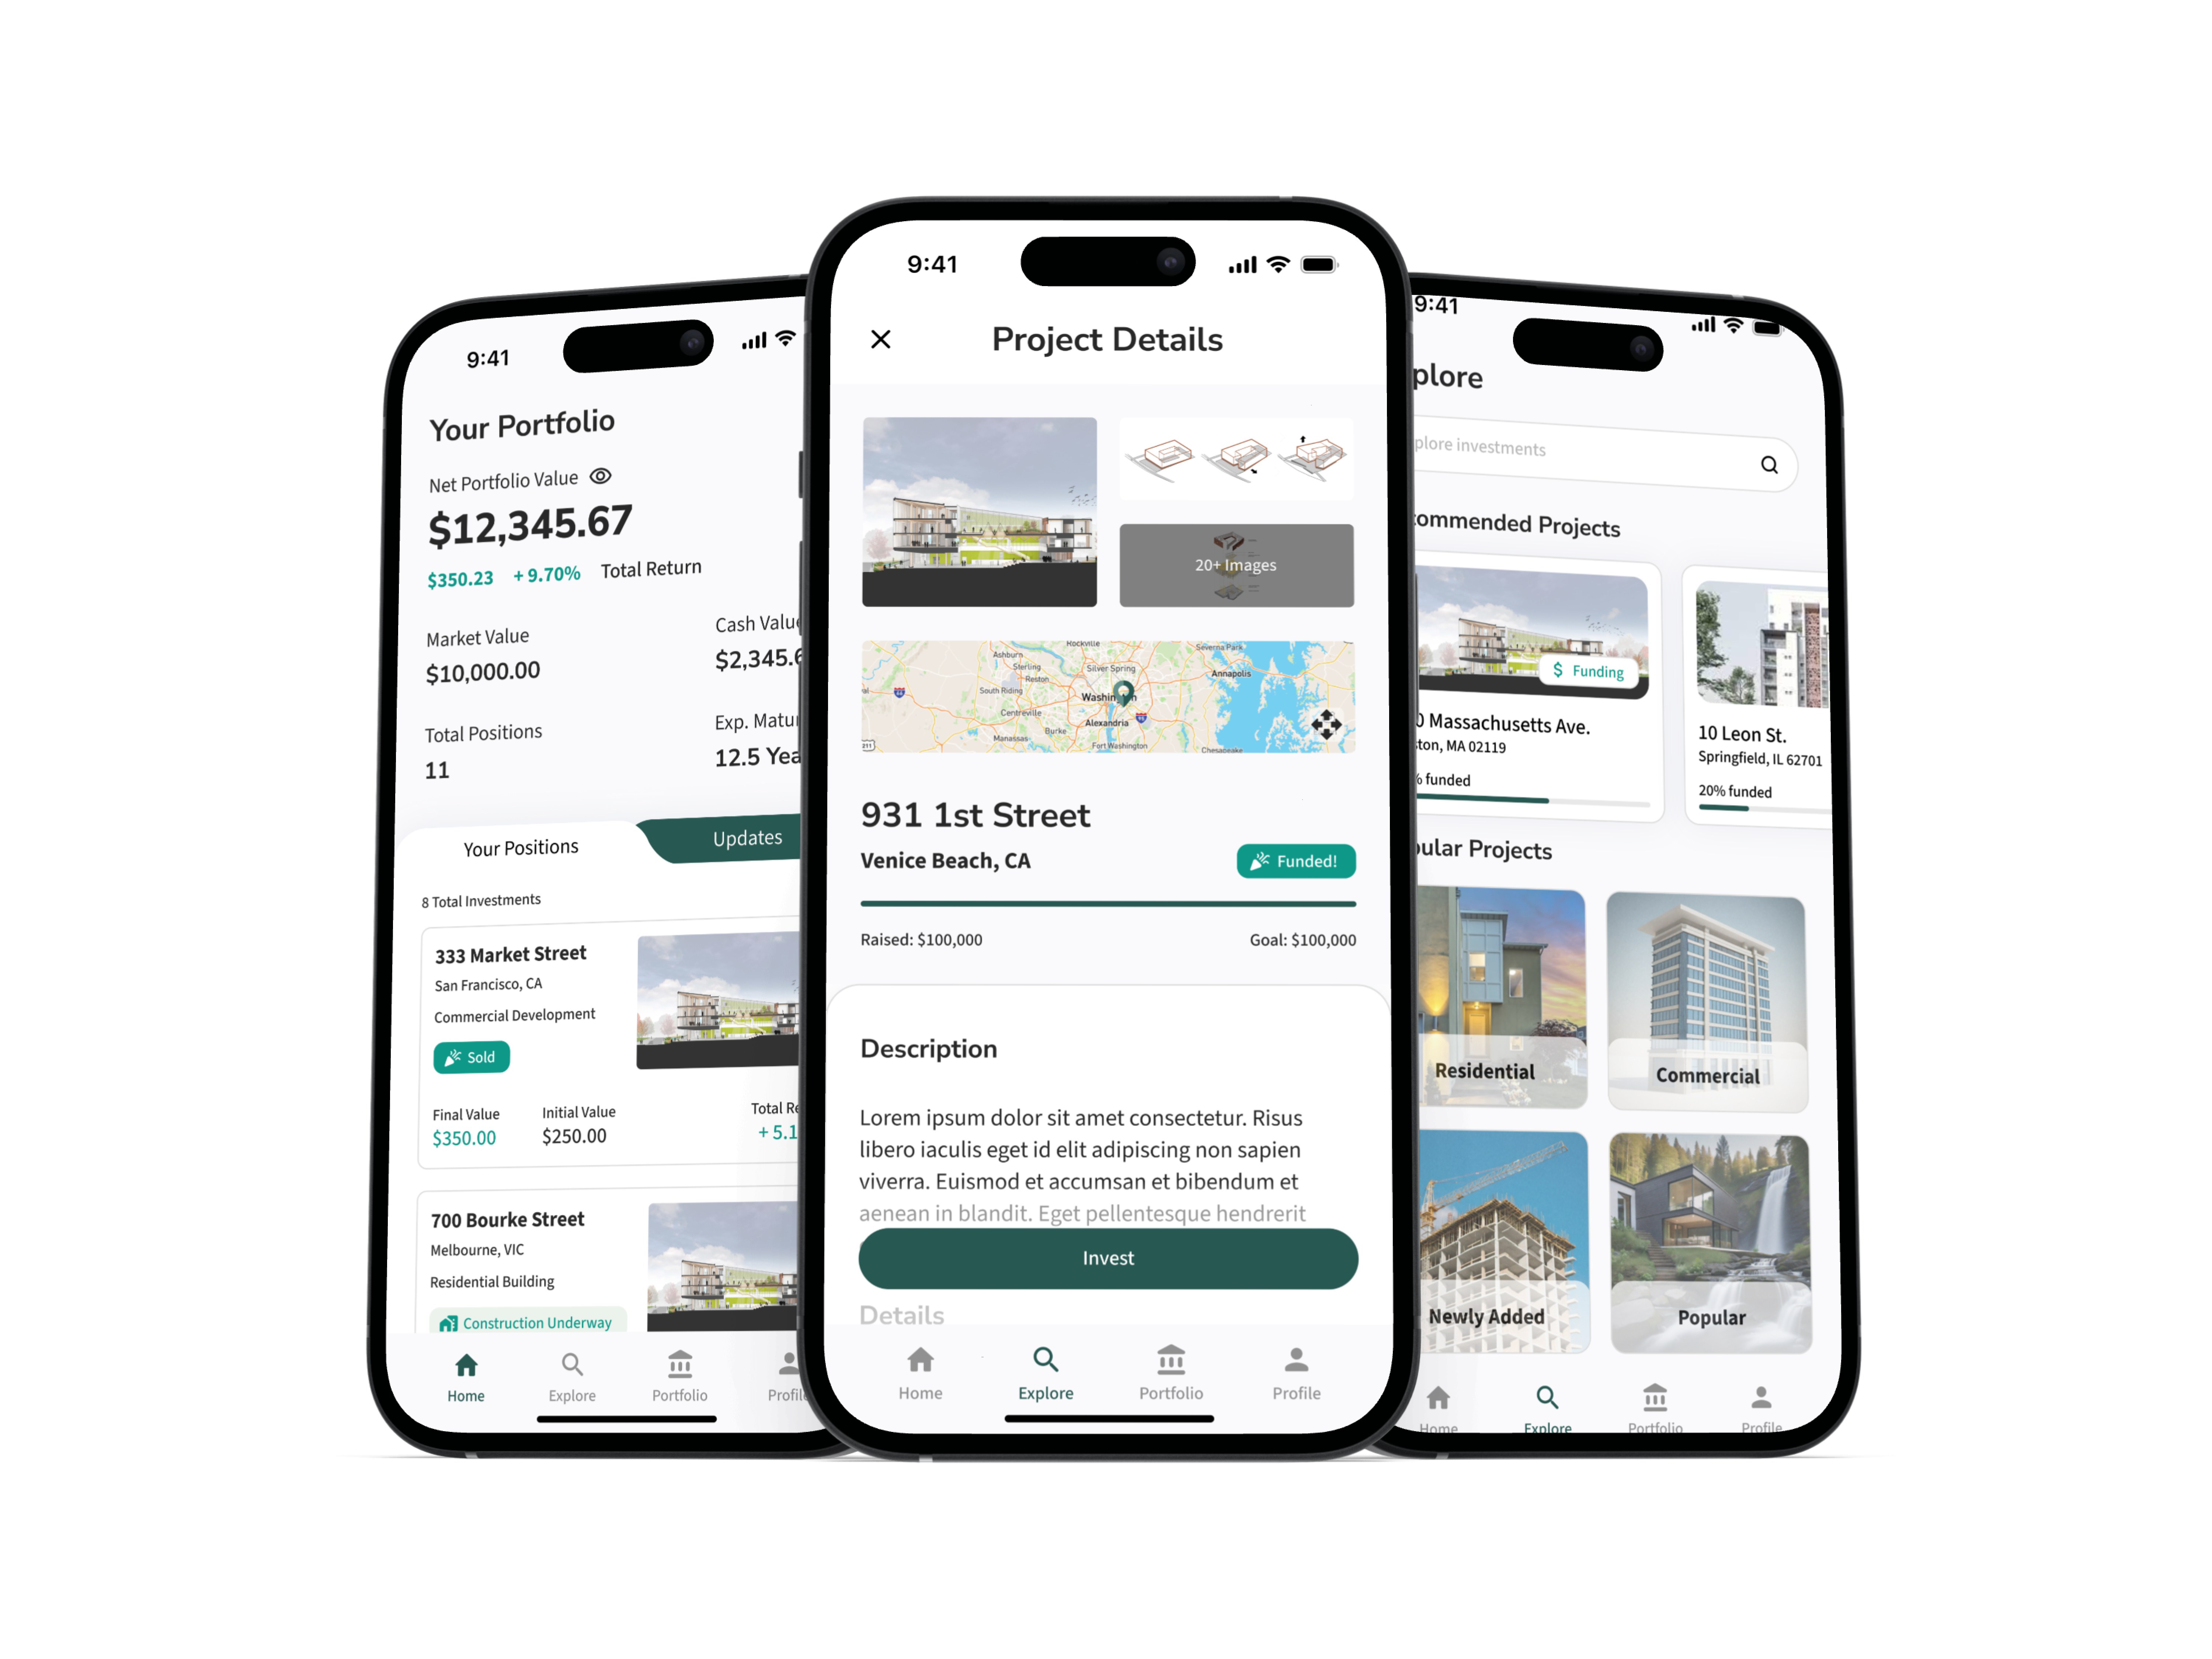 9:41
Your Portfolio
Net Portfolio Value
$12,345.67
$350.23 + 9.70% Total Return
Market Value Cash
$10,000.00 $2,345.
Total Positions Exp.
11 12.5
Your Positions Updates
8 Total Investments
333 Market Street
San Francisco, CA
Commercial Development
Sold
Final Value Initial Value Total
$350.00 $250.00 + 5.1
700 Bourke Street
Melbourne, VIC
Residential Building
Construction Underway
Home Explore Portfolio Profile
9:41
Project Details
20+ Images
Rockville
Severna Park
Ashburn
Sterling
Silver Spring
Reston
Annapolis
South Riding
Centreville
Alexandria
Burke
Manassas
Fort Washington
Chesapeake
211
931 1st Street
Venice Beach, CA
Funded!
Raised: $100,000 Goal: $100,000
Description
Lorem ipsum dolor sit amet consectetur. Risus
libero iaculis eget id elit adipiscing non sapien
viverra. Euismod et accumsan et bibendum et
aenean in blandit. Eget pellentesque hendrerit
Invest
Details
Home Explore Portfolio Profile
9:41
plore
plore investments
ommended Projects
Funding
0 Massachusetts Ave.
ton, MA 02119
% funded
10 Leon St.
Springfield, IL 62701
20% funded
ular Projects
Residential
Commercial
Newly Added
Popular
Home Explore Portfolio Profile